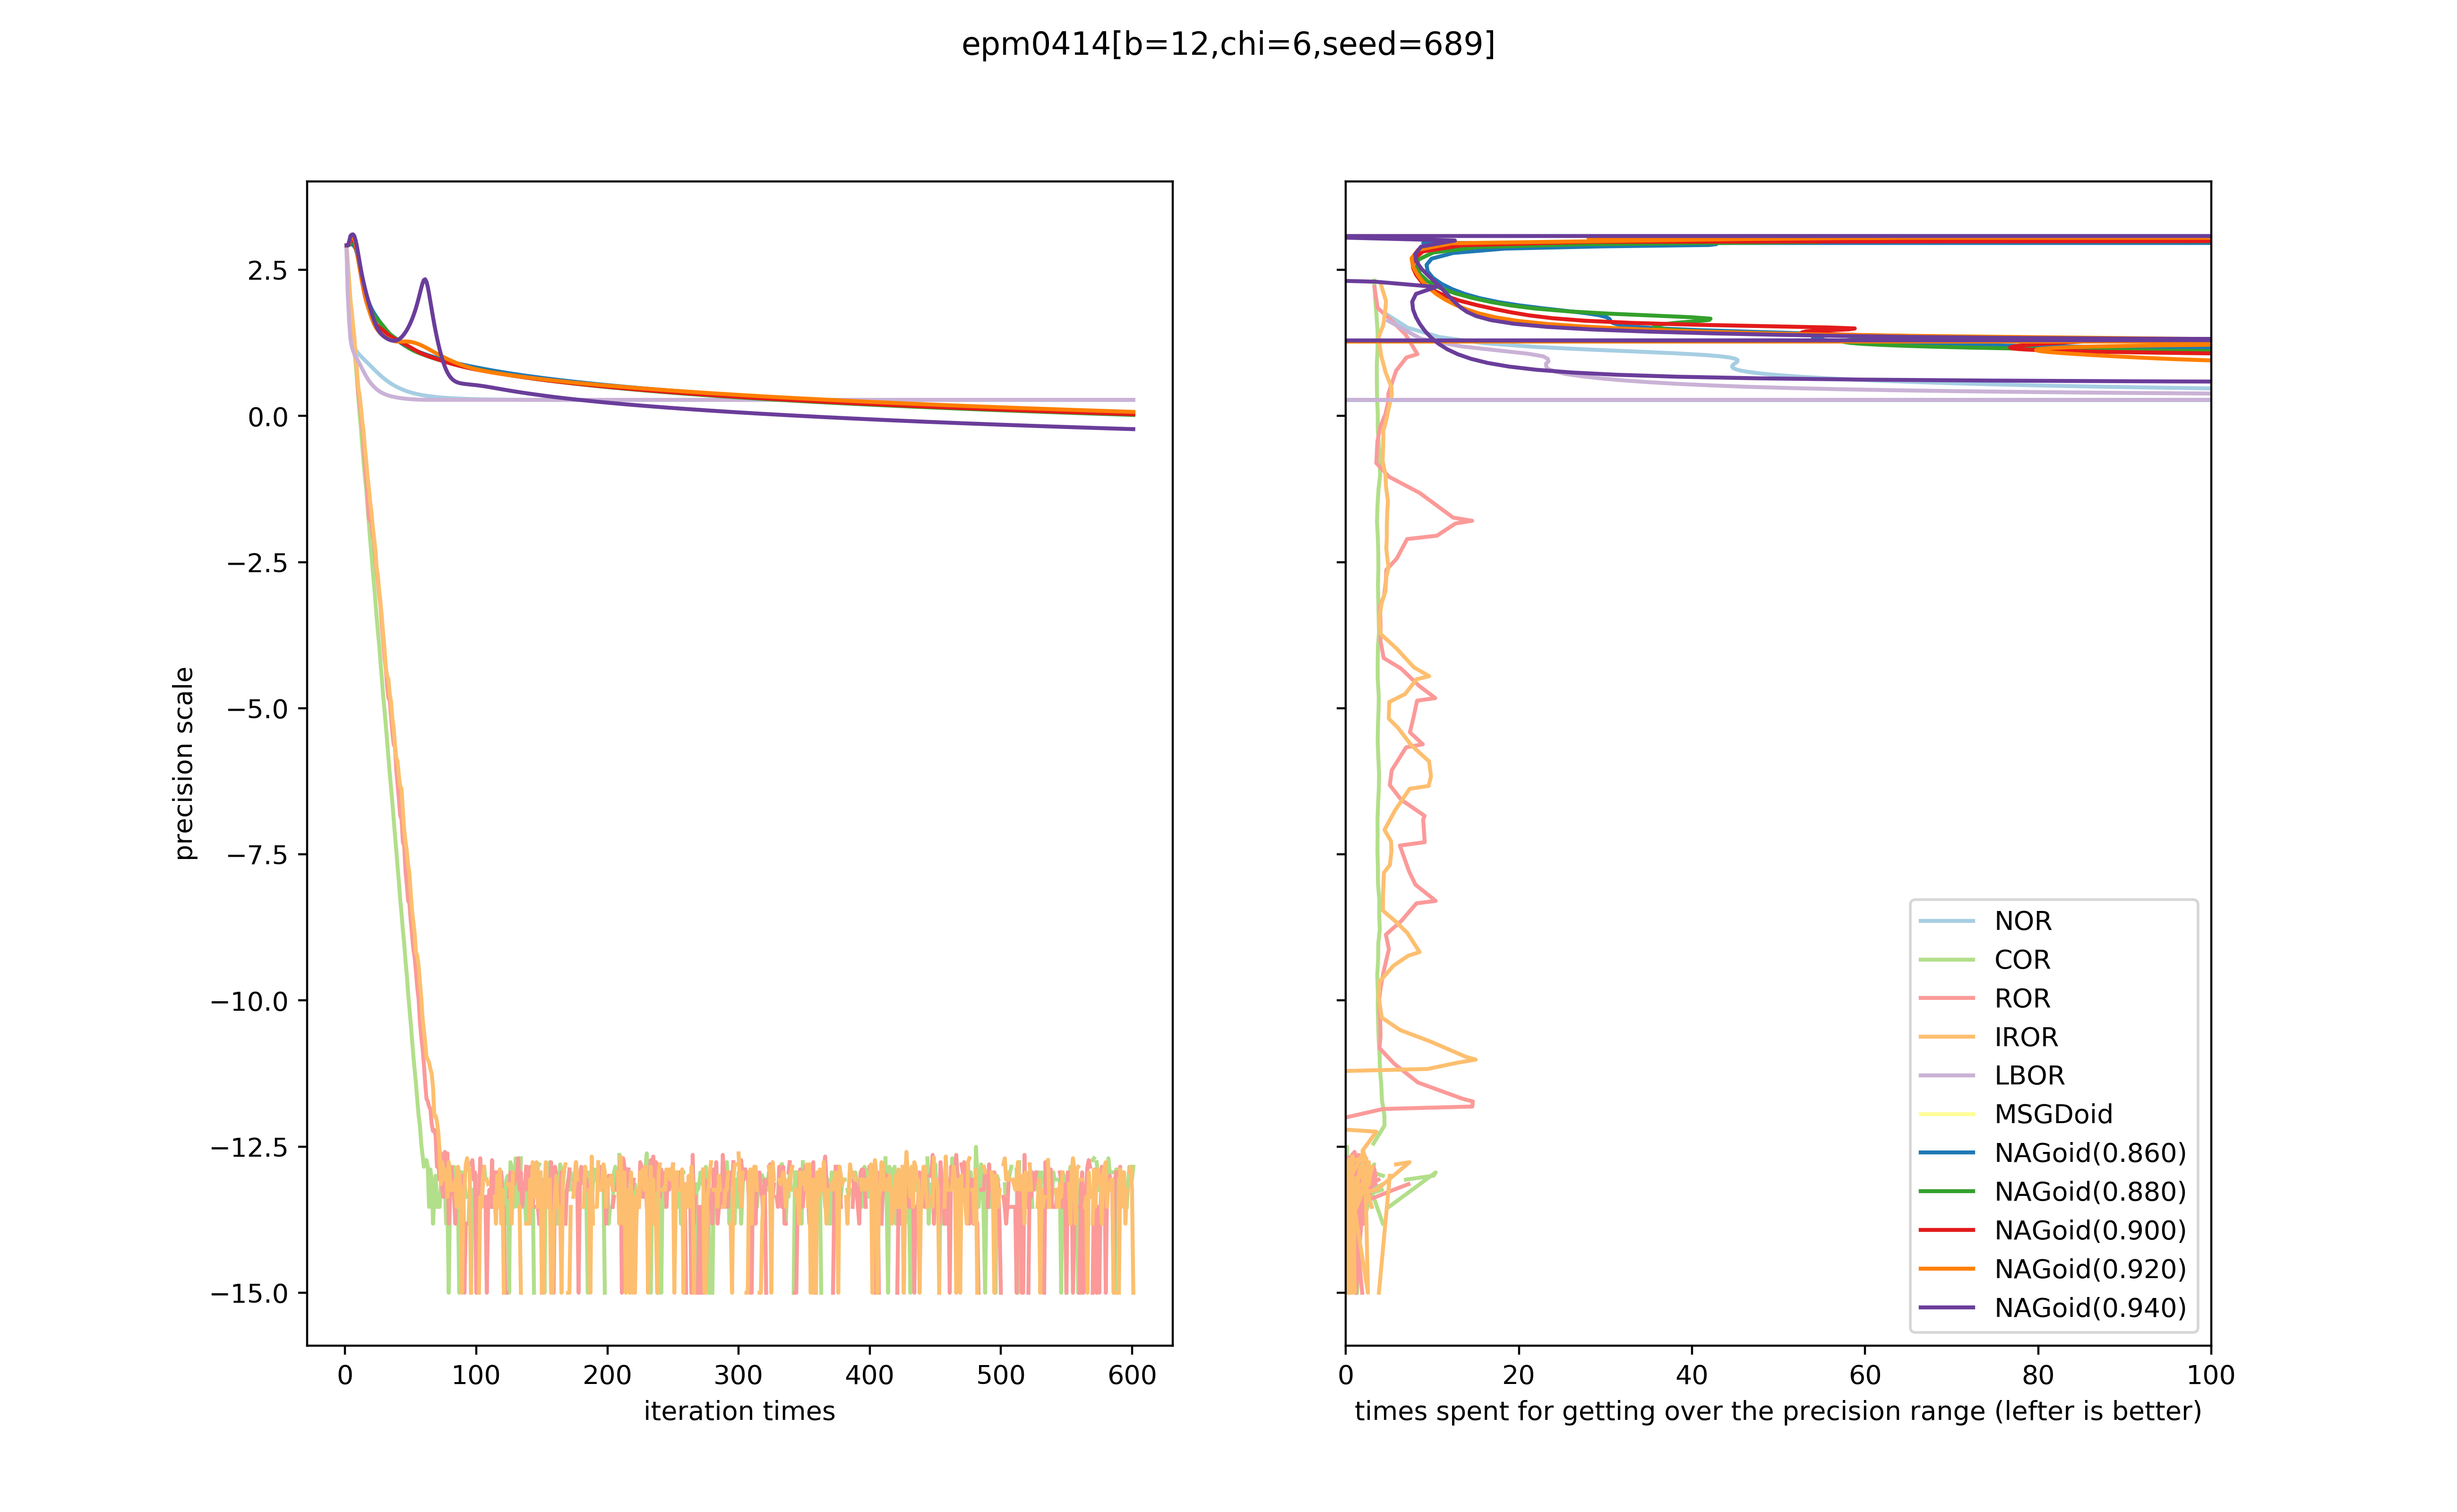 epm0414[b=12,chi=6,seed=689]
precision scale
2.5
0.0
−2.5
−5.0
−7.5
−10.0
−12.5
−15.0
0 100 200 300 400 500 600
iteration times
0 20 40 60 80 100
times spent for getting over the precision range (lefter is better)
NOR
COR
ROR
IROR
LBOR
MSGDoid
NAGoid(0.860)
NAGoid(0.880)
NAGoid(0.900)
NAGoid(0.920)
NAGoid(0.940)